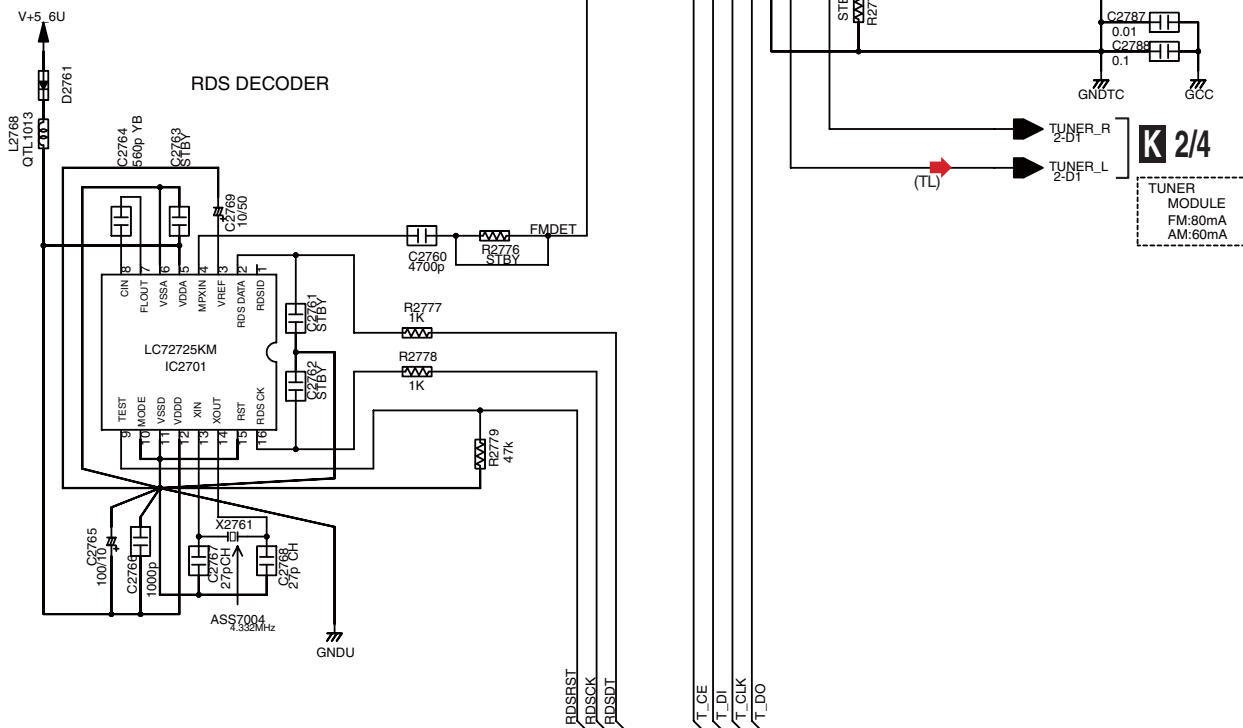 V+5_6U
D2761
L2768
QTL1013
RDS DECODER
C2764
560p YB
C2763
STBY
C2769
10/50
C2760
4700p
R2776
STBY
FMDET
CIN 8
FLOUT 7
VSSA 6
VDDA 5
MPXIN 4
VREF 3
RDS DATA 2
RDSID 1
LC72725KM
IC2701
TEST 9
MODE 10
VSSD 11
VDDD 12
XIN 13
XOUT 14
RST 15
RDS CK 16
C2761
STBY
C2762
STBY
R2777
1K
R2778
1K
R2779
47k
C2765
100/10
C2766
1000p
X2761
C2767
27pCH
C2768
27p CH
ASS7004
4.332MHz
GNDU
RDSRST
RDSCK
RDSDT
T_CE
T_DI
T_CLK
T_DO
C2787
0.01
C2788
0.1
GNDTC
GCC
TUNER_R
2-D1
TUNER_L
2-D1
(TL)
K 2/4
TUNER
MODULE
FM:80mA
AM:60mA